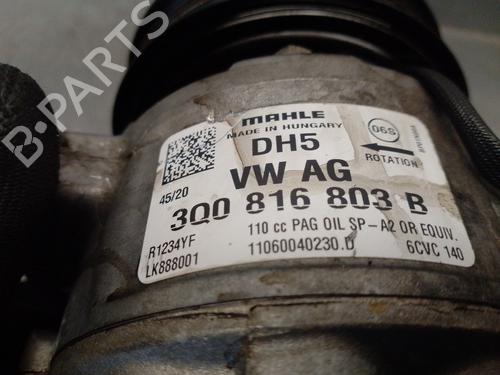 B-PARTS
MAHLE
MADE IN HUNGARY
06S
DH5
ROTATION
VW AG
45/20
3Q0 816 803 B
R1234YF
110 cc PAG OIL SP-A2 OR EQUIV.
LK888001
11060040230.D
6CVC 140